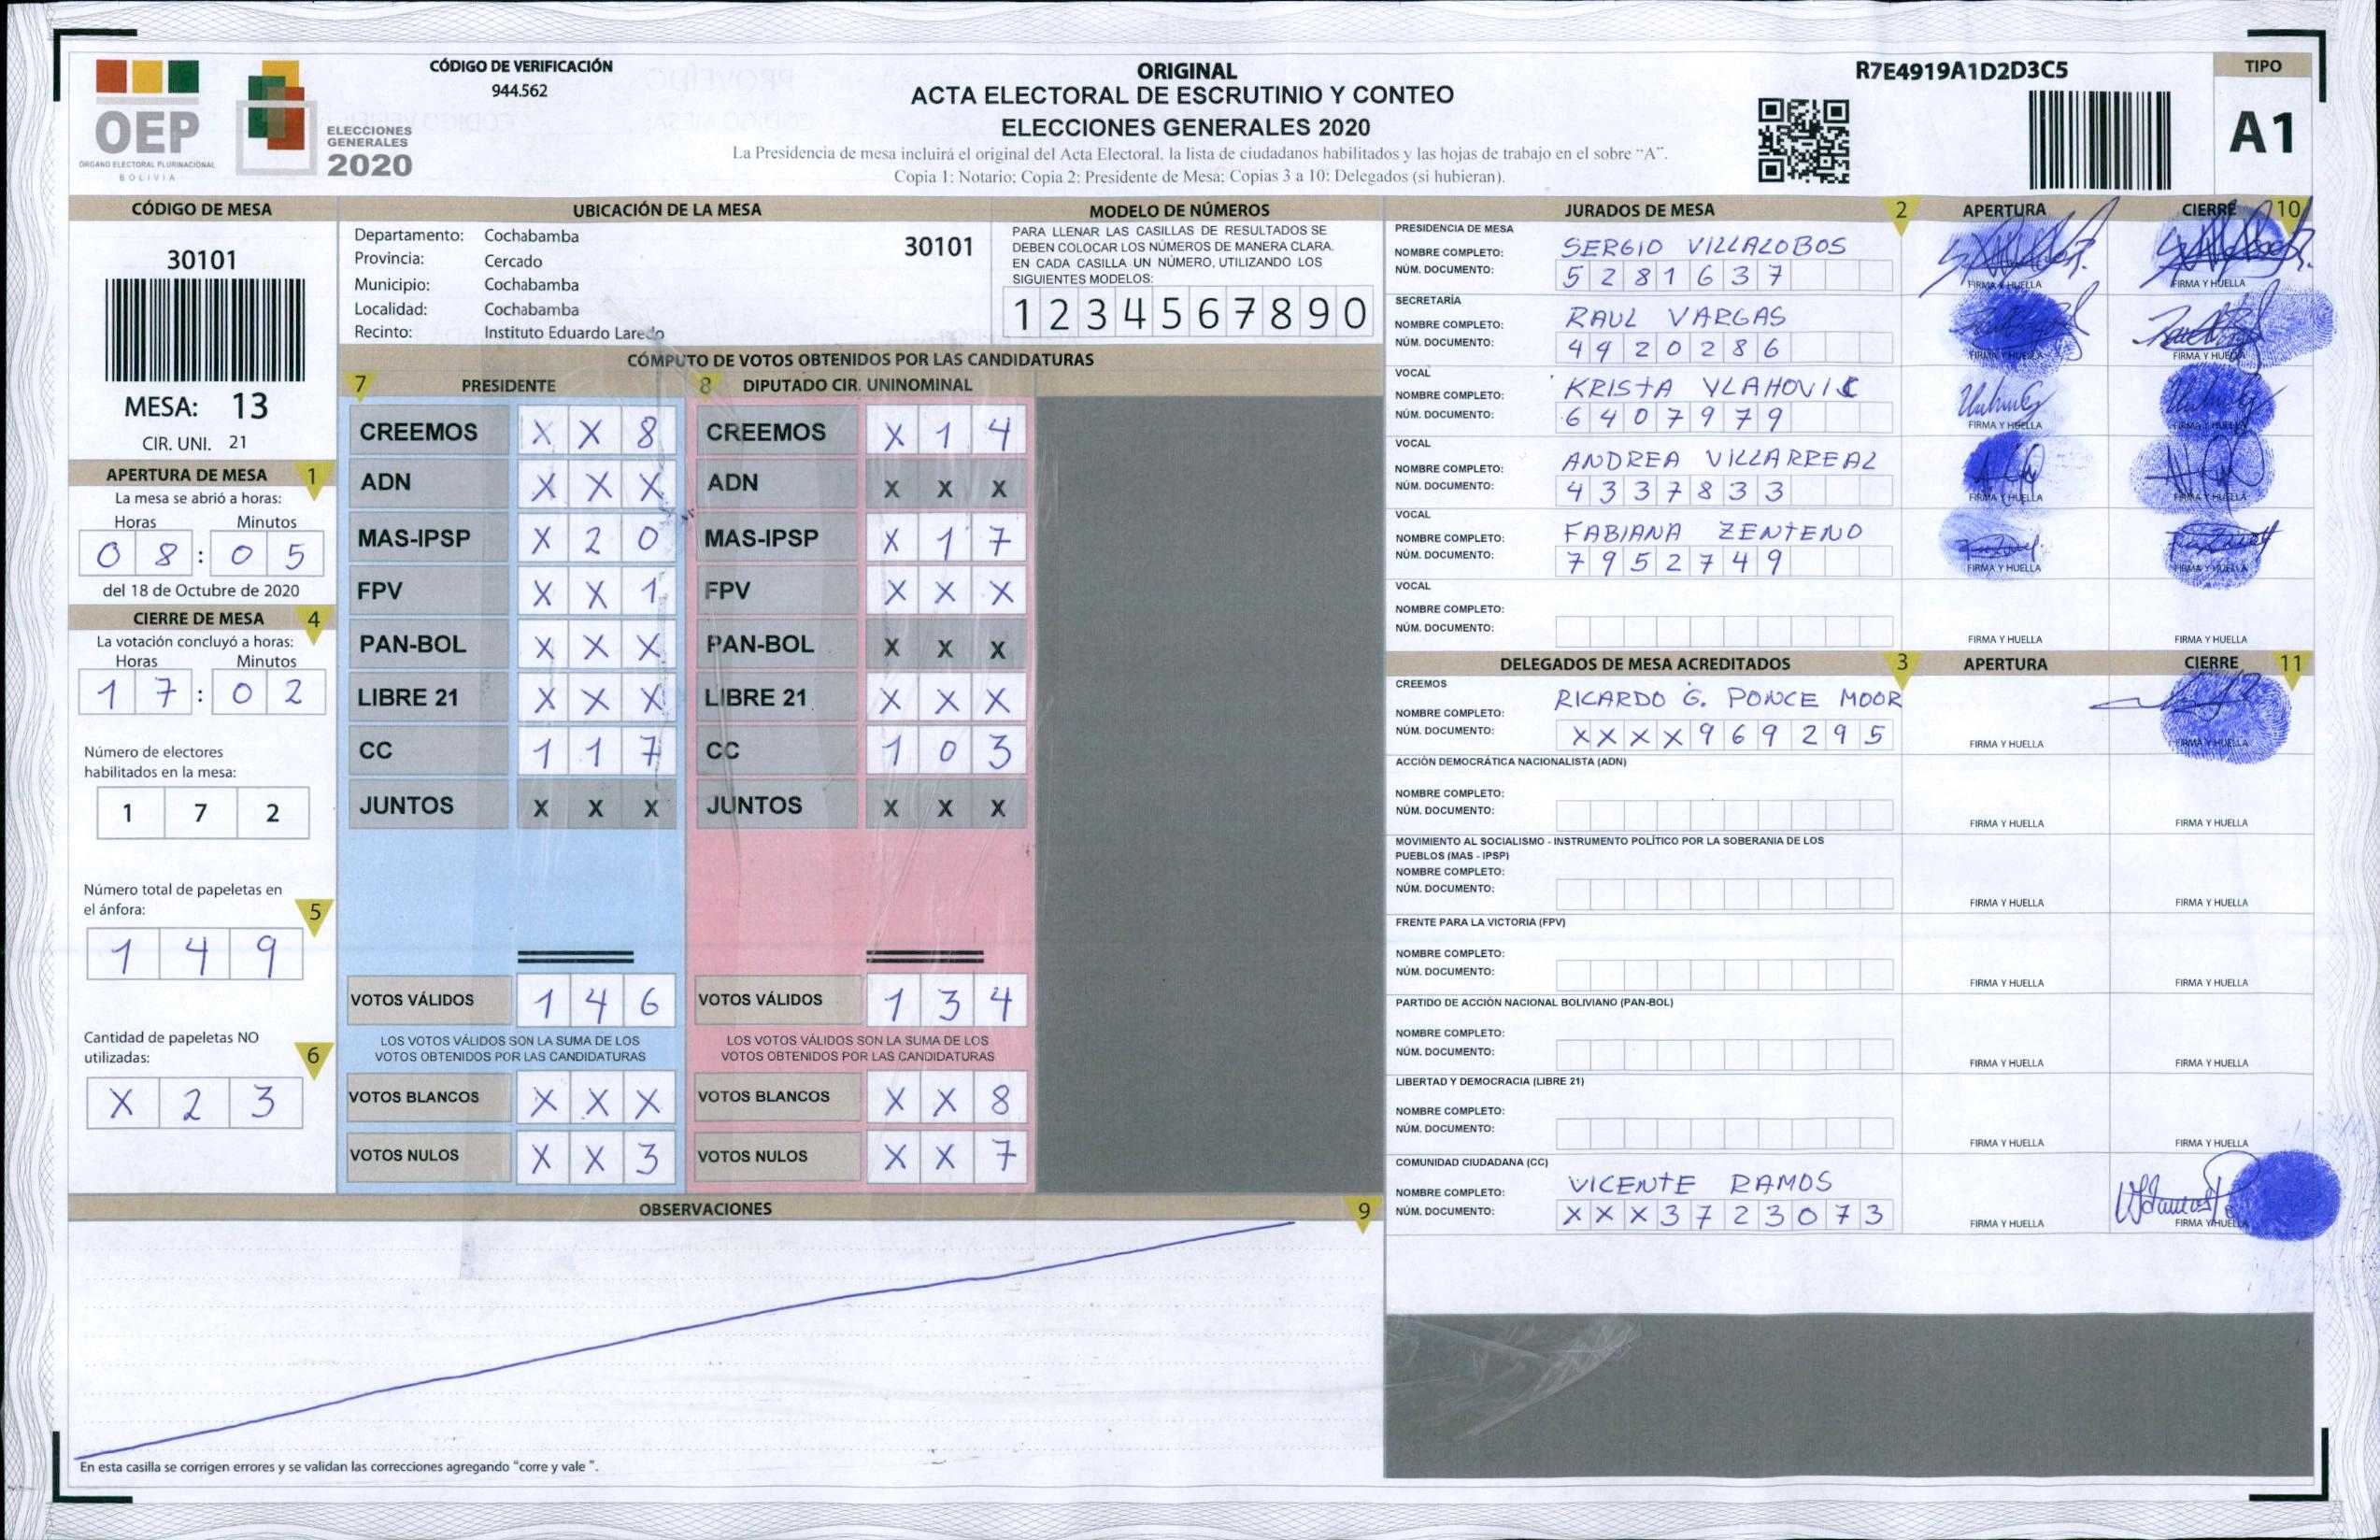 OEP
ÓRGANO ELECTORAL PLURINACIONAL
BOLIVIA
ELECCIONES
GENERALES
2020
CÓDIGO DE VERIFICACIÓN
944.562
ORIGINAL
ACTA ELECTORAL DE ESCRUTINIO Y CONTEO
ELECCIONES GENERALES 2020
La Presidencia de mesa incluirá el original del Acta Electoral, la lista de ciudadanos habilitados y las hojas de trabajo en el sobre "A".
Copia 1: Notario; Copia 2: Presidente de Mesa; Copias 3 a 10: Delegados (si hubieran).
R7E4919A1D2D3C5
TIPO
A1
CÓDIGO DE MESA
30101
MESA: 13
CIR. UNI. 21
APERTURA DE MESA 1
La mesa se abrió a horas:
Horas Minutos
0 8 : 0 5
del 18 de Octubre de 2020
CIERRE DE MESA 4
La votación concluyó a horas:
Horas Minutos
1 7 : 0 2
Número de electores
habilitados en la mesa:
1 7 2
Número total de papeletas en
el ánfora: 5
1 4 9
Cantidad de papeletas NO
utilizadas: 6
X 2 3
UBICACIÓN DE LA MESA
Departamento: Cochabamba
30101
Provincia: Cercado
Municipio: Cochabamba
Localidad: Cochabamba
Recinto: Instituto Eduardo Laredo
MODELO DE NÚMEROS
PARA LLENAR LAS CASILLAS DE RESULTADOS SE
DEBEN COLOCAR LOS NÚMEROS DE MANERA CLARA.
EN CADA CASILLA UN NÚMERO, UTILIZANDO LOS
SIGUIENTES MODELOS:
1 2 3 4 5 6 7 8 9 0
CÓMPUTO DE VOTOS OBTENIDOS POR LAS CANDIDATURAS
7 PRESIDENTE 8 DIPUTADO CIR. UNINOMINAL
CREEMOS X X 8 CREEMOS X 1 4
ADN X X X ADN X X X
MAS-IPSP X 2 0 MAS-IPSP X 1 7
FPV X X 1 FPV X X X
PAN-BOL X X X PAN-BOL X X X
LIBRE 21 X X X LIBRE 21 X X X
CC 1 1 7 CC 1 0 3
JUNTOS X X X JUNTOS X X X
VOTOS VÁLIDOS 1 4 6 VOTOS VÁLIDOS 1 3 4
LOS VOTOS VÁLIDOS SON LA SUMA DE LOS LOS VOTOS VÁLIDOS SON LA SUMA DE LOS
VOTOS OBTENIDOS POR LAS CANDIDATURAS VOTOS OBTENIDOS POR LAS CANDIDATURAS
VOTOS BLANCOS X X X VOTOS BLANCOS X X 8
VOTOS NULOS X X 3 VOTOS NULOS X X 7
OBSERVACIONES 9
En esta casilla se corrigen errores y se validan las correcciones agregando "corre y vale ".
JURADOS DE MESA 2 APERTURA CIERRE 10
PRESIDENCIA DE MESA
NOMBRE COMPLETO: SERGIO VILLALOBOS
NÚM. DOCUMENTO: 5 2 8 1 6 3 7
FIRMA Y HUELLA FIRMA Y HUELLA
SECRETARÍA
NOMBRE COMPLETO: RAUL VARGAS
NÚM. DOCUMENTO: 4 4 2 0 2 8 6
FIRMA Y HUELLA FIRMA Y HUELLA
VOCAL
NOMBRE COMPLETO: KRISTA VLAHOVIC
NÚM. DOCUMENTO: 6 4 0 7 9 7 9
FIRMA Y HUELLA FIRMA Y HUELLA
VOCAL
NOMBRE COMPLETO: ANDREA VILLARREAL
NÚM. DOCUMENTO: 4 3 3 7 8 3 3
FIRMA Y HUELLA FIRMA Y HUELLA
VOCAL
NOMBRE COMPLETO: FABIANA ZENTENO
NÚM. DOCUMENTO: 7 9 5 2 7 4 9
FIRMA Y HUELLA FIRMA Y HUELLA
VOCAL
NOMBRE COMPLETO:
NÚM. DOCUMENTO:
FIRMA Y HUELLA FIRMA Y HUELLA
DELEGADOS DE MESA ACREDITADOS 3 APERTURA CIERRE 11
CREEMOS
NOMBRE COMPLETO: RICARDO G. PONCE MOOR
NÚM. DOCUMENTO: X X X X 9 6 9 2 9 5
FIRMA Y HUELLA FIRMA Y HUELLA
ACCIÓN DEMOCRÁTICA NACIONALISTA (ADN)
NOMBRE COMPLETO:
NÚM. DOCUMENTO:
FIRMA Y HUELLA FIRMA Y HUELLA
MOVIMIENTO AL SOCIALISMO - INSTRUMENTO POLÍTICO POR LA SOBERANIA DE LOS
PUEBLOS (MAS - IPSP)
NOMBRE COMPLETO:
NÚM. DOCUMENTO:
FIRMA Y HUELLA FIRMA Y HUELLA
FRENTE PARA LA VICTORIA (FPV)
NOMBRE COMPLETO:
NÚM. DOCUMENTO:
FIRMA Y HUELLA FIRMA Y HUELLA
PARTIDO DE ACCIÓN NACIONAL BOLIVIANO (PAN-BOL)
NOMBRE COMPLETO:
NÚM. DOCUMENTO:
FIRMA Y HUELLA FIRMA Y HUELLA
LIBERTAD Y DEMOCRACIA (LIBRE 21)
NOMBRE COMPLETO:
NÚM. DOCUMENTO:
FIRMA Y HUELLA FIRMA Y HUELLA
COMUNIDAD CIUDADANA (CC)
NOMBRE COMPLETO: VICENTE RAMOS
NÚM. DOCUMENTO: X X X 3 7 2 3 0 7 3
FIRMA Y HUELLA FIRMA Y HUELLA